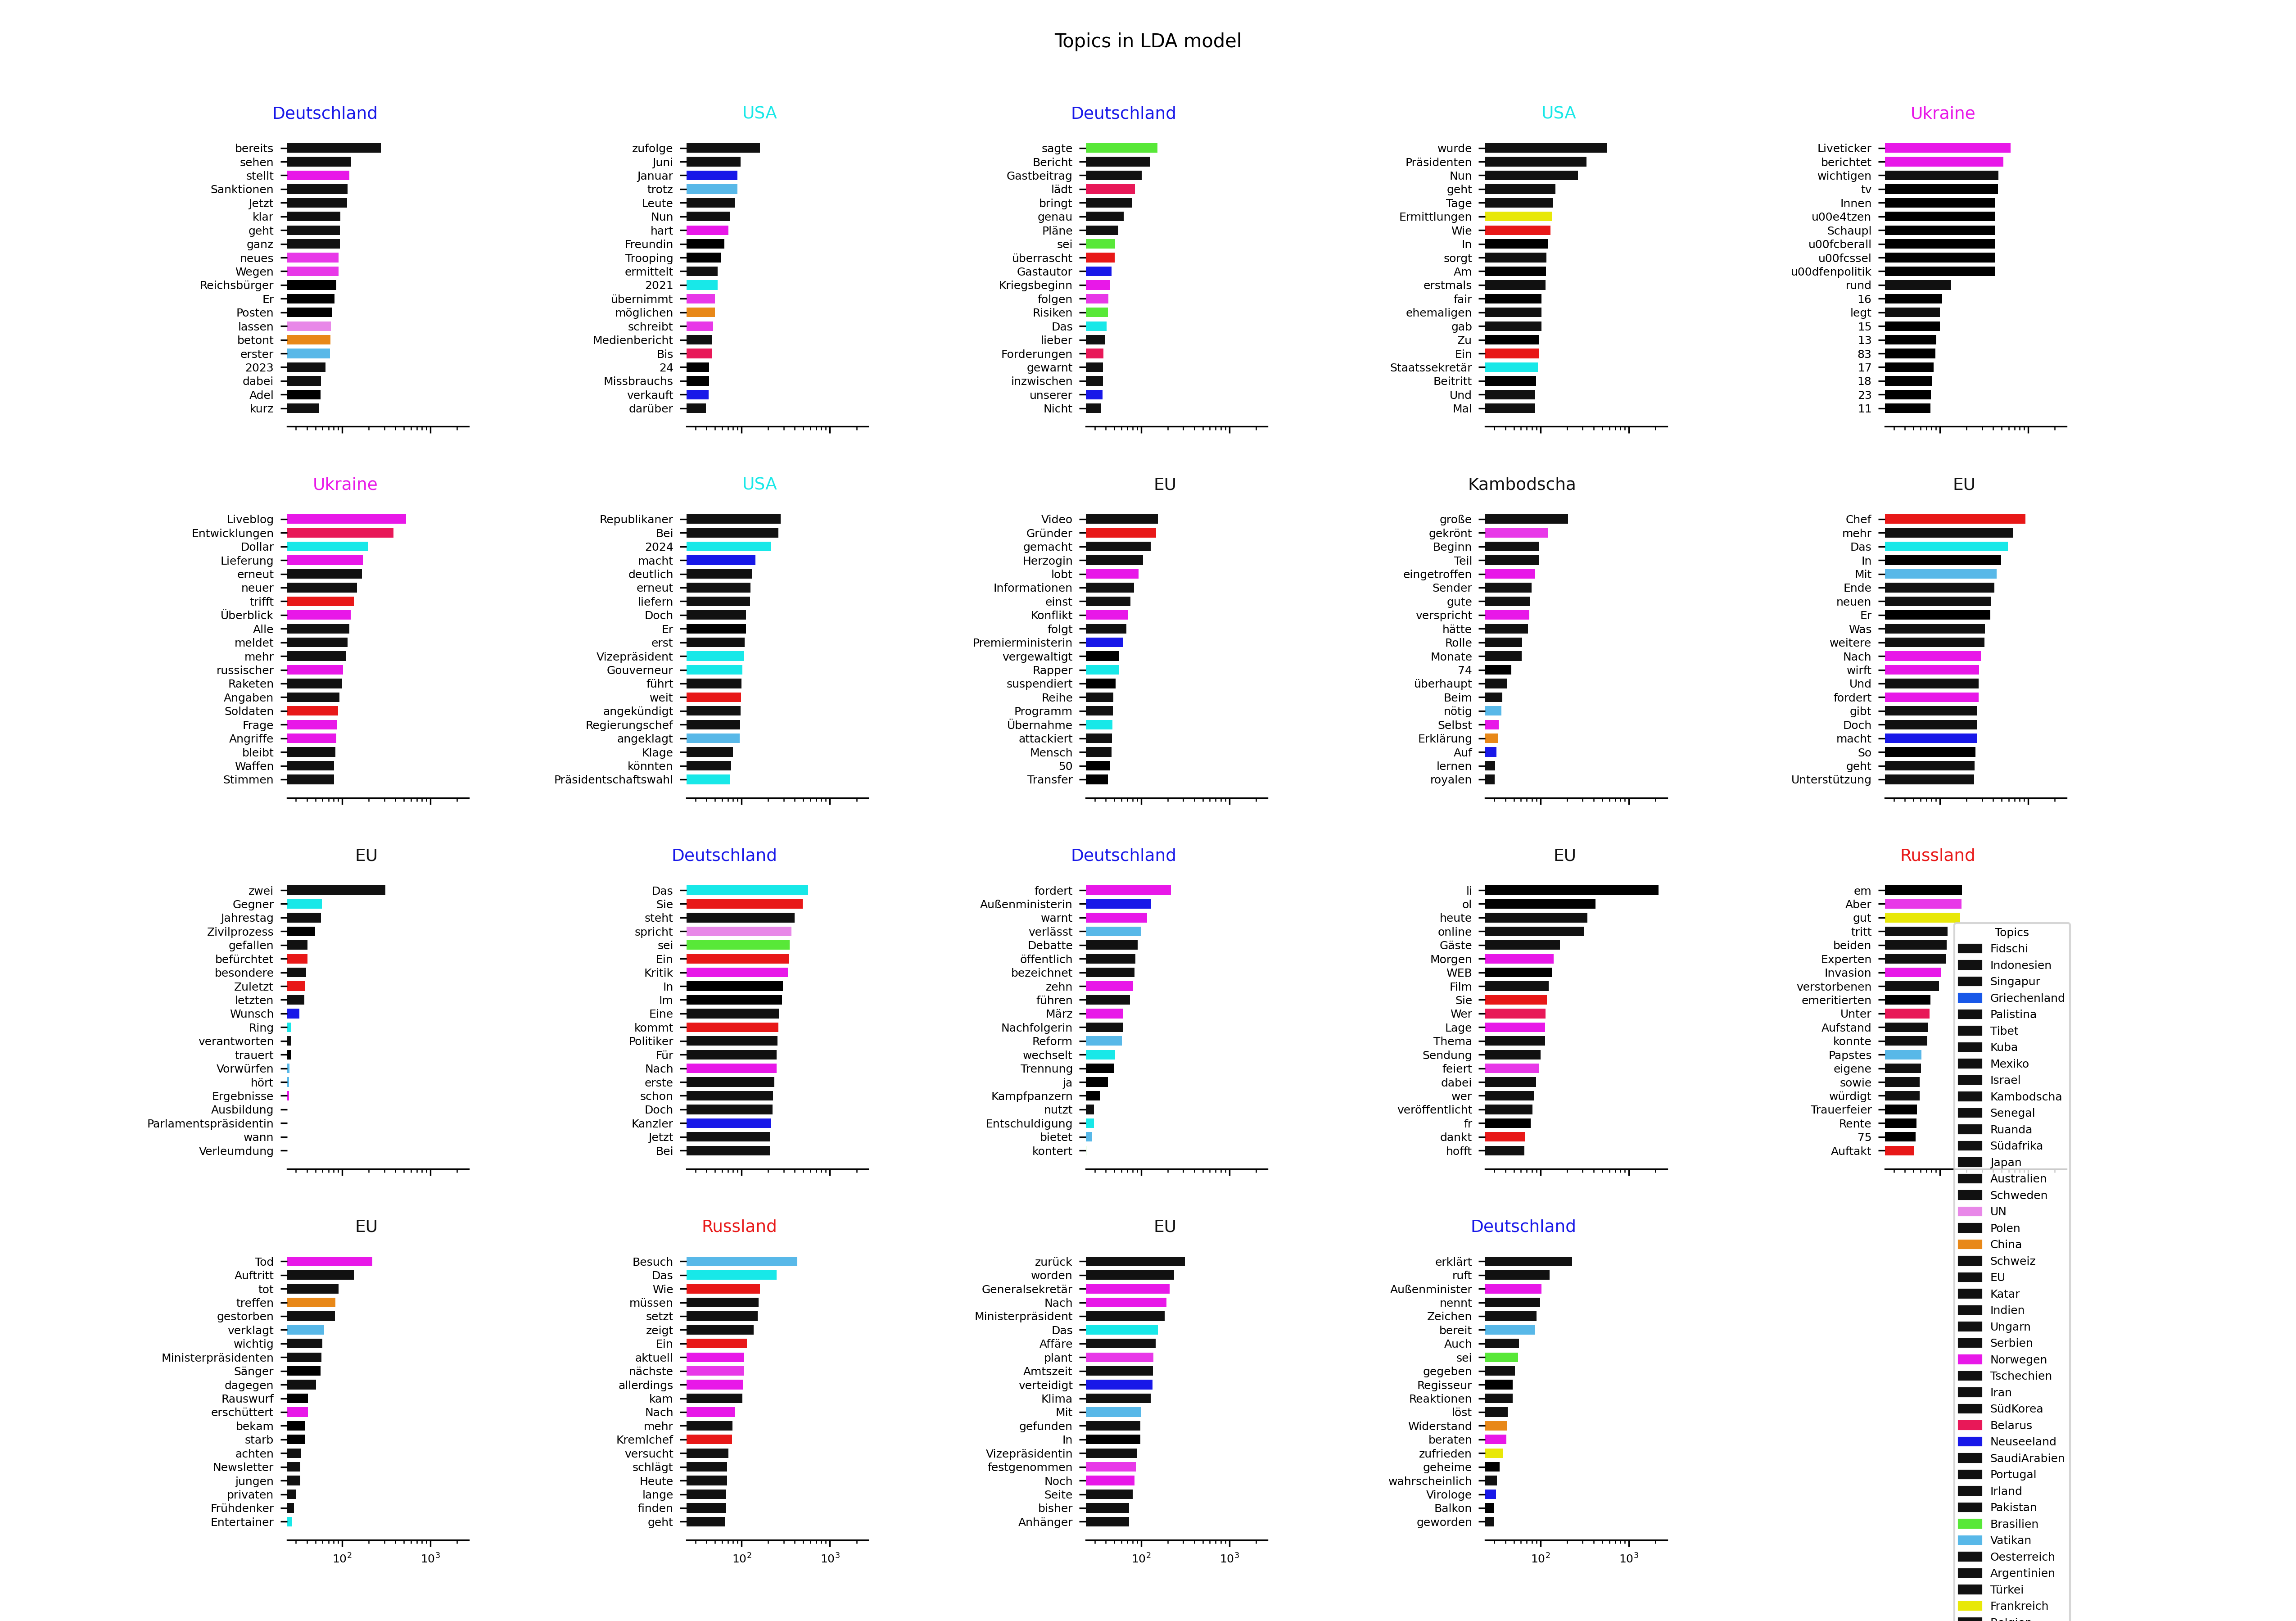 Topics in LDA model
Deutschland
bereits
sehen
stellt
Sanktionen
Jetzt
klar
geht
ganz
neues
Wegen
Reichsbürger
Er
Posten
lassen
betont
erster
2023
dabei
Adel
kurz
USA
zufolge
Juni
Januar
trotz
Leute
Nun
hart
Freundin
Trooping
ermittelt
2021
übernimmt
möglichen
schreibt
Medienbericht
Bis
24
Missbrauchs
verkauft
darüber
Deutschland
sagte
Bericht
Gastbeitrag
lädt
bringt
genau
Pläne
sei
überrascht
Gastautor
Kriegsbeginn
folgen
Risiken
Das
lieber
Forderungen
gewarnt
inzwischen
unserer
Nicht
USA
wurde
Präsidenten
Nun
geht
Tage
Ermittlungen
Wie
In
sorgt
Am
erstmals
fair
ehemaligen
gab
Zu
Ein
Staatssekretär
Beitritt
Und
Mal
Ukraine
Liveticker
berichtet
wichtigen
tv
Innen
u00e4tzen
Schaupl
u00fcberall
u00fcssel
u00dfenpolitik
rund
16
legt
15
13
83
17
18
23
11
Ukraine
Liveblog
Entwicklungen
Dollar
Lieferung
erneut
neuer
trifft
Überblick
Alle
meldet
mehr
russischer
Raketen
Angaben
Soldaten
Frage
Angriffe
bleibt
Waffen
Stimmen
USA
Republikaner
Bei
2024
macht
deutlich
erneut
liefern
Doch
Er
erst
Vizepräsident
Gouverneur
führt
weit
angekündigt
Regierungschef
angeklagt
Klage
könnten
Präsidentschaftswahl
EU
Video
Gründer
gemacht
Herzogin
lobt
Informationen
einst
Konflikt
folgt
Premierministerin
vergewaltigt
Rapper
suspendiert
Reihe
Programm
Übernahme
attackiert
Mensch
50
Transfer
Kambodscha
große
gekrönt
Beginn
Teil
eingetroffen
Sender
gute
verspricht
hätte
Rolle
Monate
74
überhaupt
Beim
nötig
Selbst
Erklärung
Auf
lernen
royalen
EU
Chef
mehr
Das
In
Mit
Ende
neuen
Er
Was
weitere
Nach
wirft
Und
fordert
gibt
Doch
macht
So
geht
Unterstützung
EU
zwei
Gegner
Jahrestag
Zivilprozess
gefallen
befürchtet
besondere
Zuletzt
letzten
Wunsch
Ring
verantworten
trauert
Vorwürfen
hört
Ergebnisse
Ausbildung
Parlamentspräsidentin
wann
Verleumdung
Deutschland
Das
Sie
steht
spricht
sei
Ein
Kritik
In
Im
Eine
kommt
Politiker
Für
Nach
erste
schon
Doch
Kanzler
Jetzt
Bei
Deutschland
fordert
Außenministerin
warnt
verlässt
Debatte
öffentlich
bezeichnet
zehn
führen
März
Nachfolgerin
Reform
wechselt
Trennung
ja
Kampfpanzern
nutzt
Entschuldigung
bietet
kontert
EU
li
ol
heute
online
Gäste
Morgen
WEB
Film
Sie
Wer
Lage
Thema
Sendung
feiert
dabei
wer
veröffentlicht
fr
dankt
hofft
Russland
em
Aber
gut
tritt
beiden
Experten
Invasion
verstorbenen
emeritierten
Unter
Aufstand
konnte
Papstes
eigene
sowie
würdigt
Trauerfeier
Rente
75
Auftakt
EU
Tod
Auftritt
tot
treffen
gestorben
verklagt
wichtig
Ministerpräsidenten
Sänger
dagegen
Rauswurf
erschüttert
bekam
starb
achten
Newsletter
jungen
privaten
Frühdenker
Entertainer
10²
10³
Russland
Besuch
Das
Wie
müssen
setzt
zeigt
Ein
aktuell
nächste
allerdings
kam
Nach
mehr
Kremlchef
versucht
schlägt
Heute
lange
finden
geht
10²
10³
EU
zurück
worden
Generalsekretär
Nach
Ministerpräsident
Das
Affäre
plant
Amtszeit
verteidigt
Klima
Mit
gefunden
In
Vizepräsidentin
festgenommen
Noch
Seite
bisher
Anhänger
10²
10³
Deutschland
erklärt
ruft
Außenminister
nennt
Zeichen
bereit
Auch
sei
gegeben
Regisseur
Reaktionen
löst
Widerstand
beraten
zufrieden
geheime
wahrscheinlich
Virologe
Balkon
geworden
10²
10³
Topics
Fidschi
Indonesien
Singapur
Griechenland
Palistina
Tibet
Kuba
Mexiko
Israel
Kambodscha
Senegal
Ruanda
Südafrika
Japan
Australien
Schweden
UN
Polen
China
Schweiz
EU
Katar
Indien
Ungarn
Serbien
Norwegen
Tschechien
Iran
SüdKorea
Belarus
Neuseeland
SaudiArabien
Portugal
Irland
Pakistan
Brasilien
Vatikan
Oesterreich
Argentinien
Türkei
Frankreich